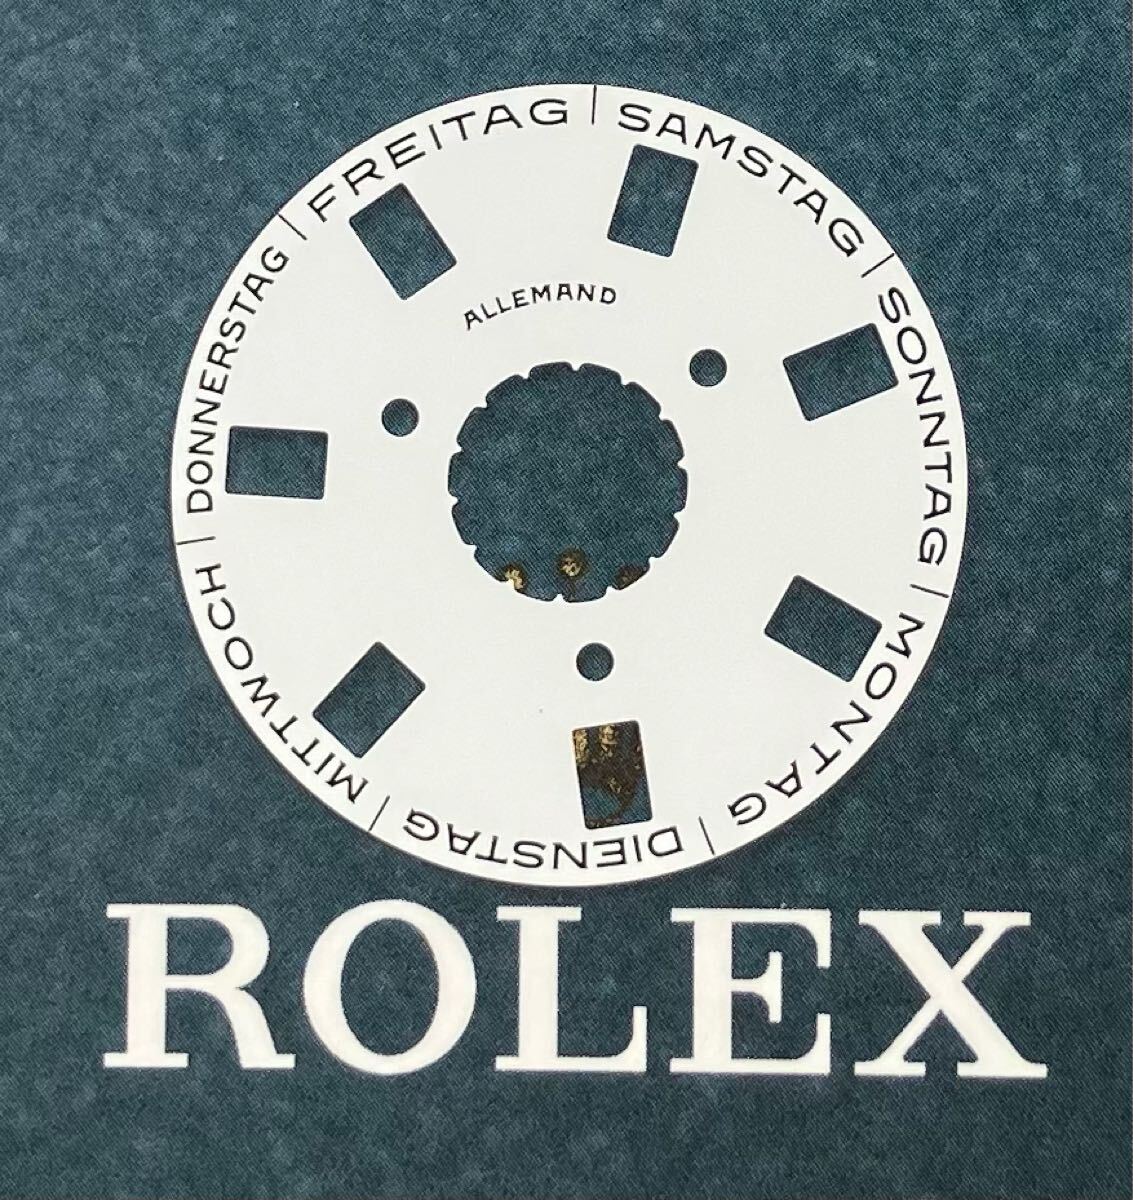 FREITAG | SAMSTAG | SONNTAG | MONTAG | DIENSTAG | MITTWOCH | DONNERSTAG |
ALLEMAND
ROLEX